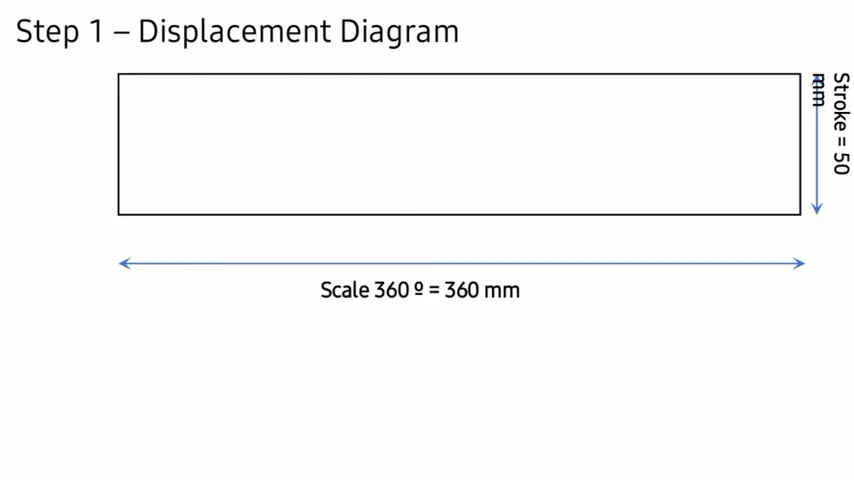 Step 1 – Displacement Diagram
Stroke = 50
mm
Scale 360 º = 360 mm